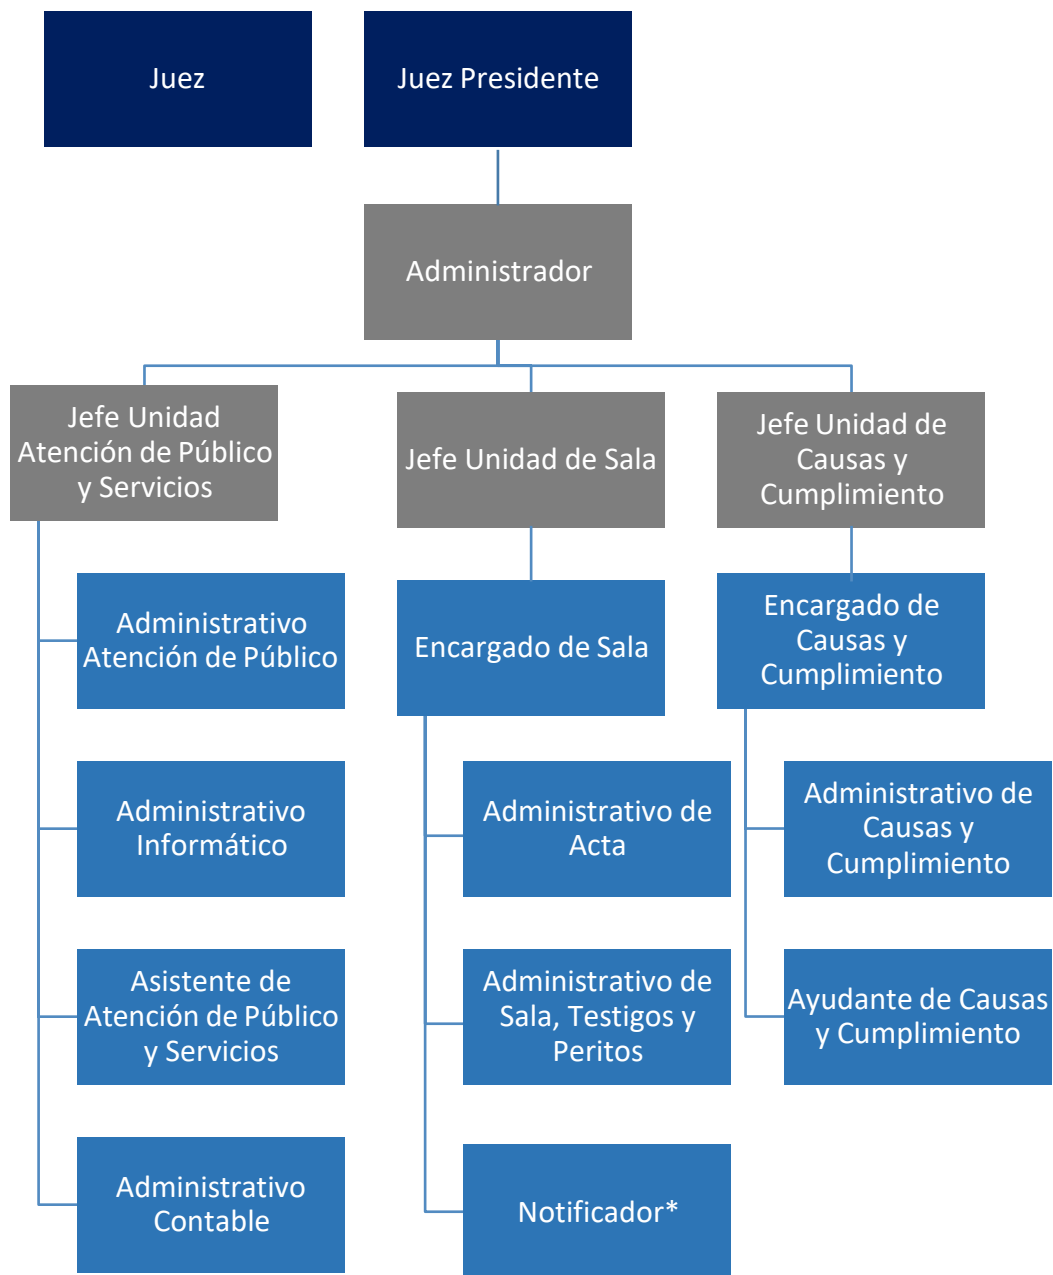 Juez
Juez Presidente
Administrador
Jefe Unidad
Atención de Público
y Servicios
Jefe Unidad de Sala
Jefe Unidad de
Causas y
Cumplimiento
Administrativo
Atención de Público
Encargado de Sala
Encargado de
Causas y
Cumplimiento
Administrativo
Informático
Administrativo de
Acta
Administrativo de
Causas y
Cumplimiento
Asistente de
Atención de Público
y Servicios
Administrativo de
Sala, Testigos y
Peritos
Ayudante de Causas
y Cumplimiento
Administrativo
Contable
Notificador*